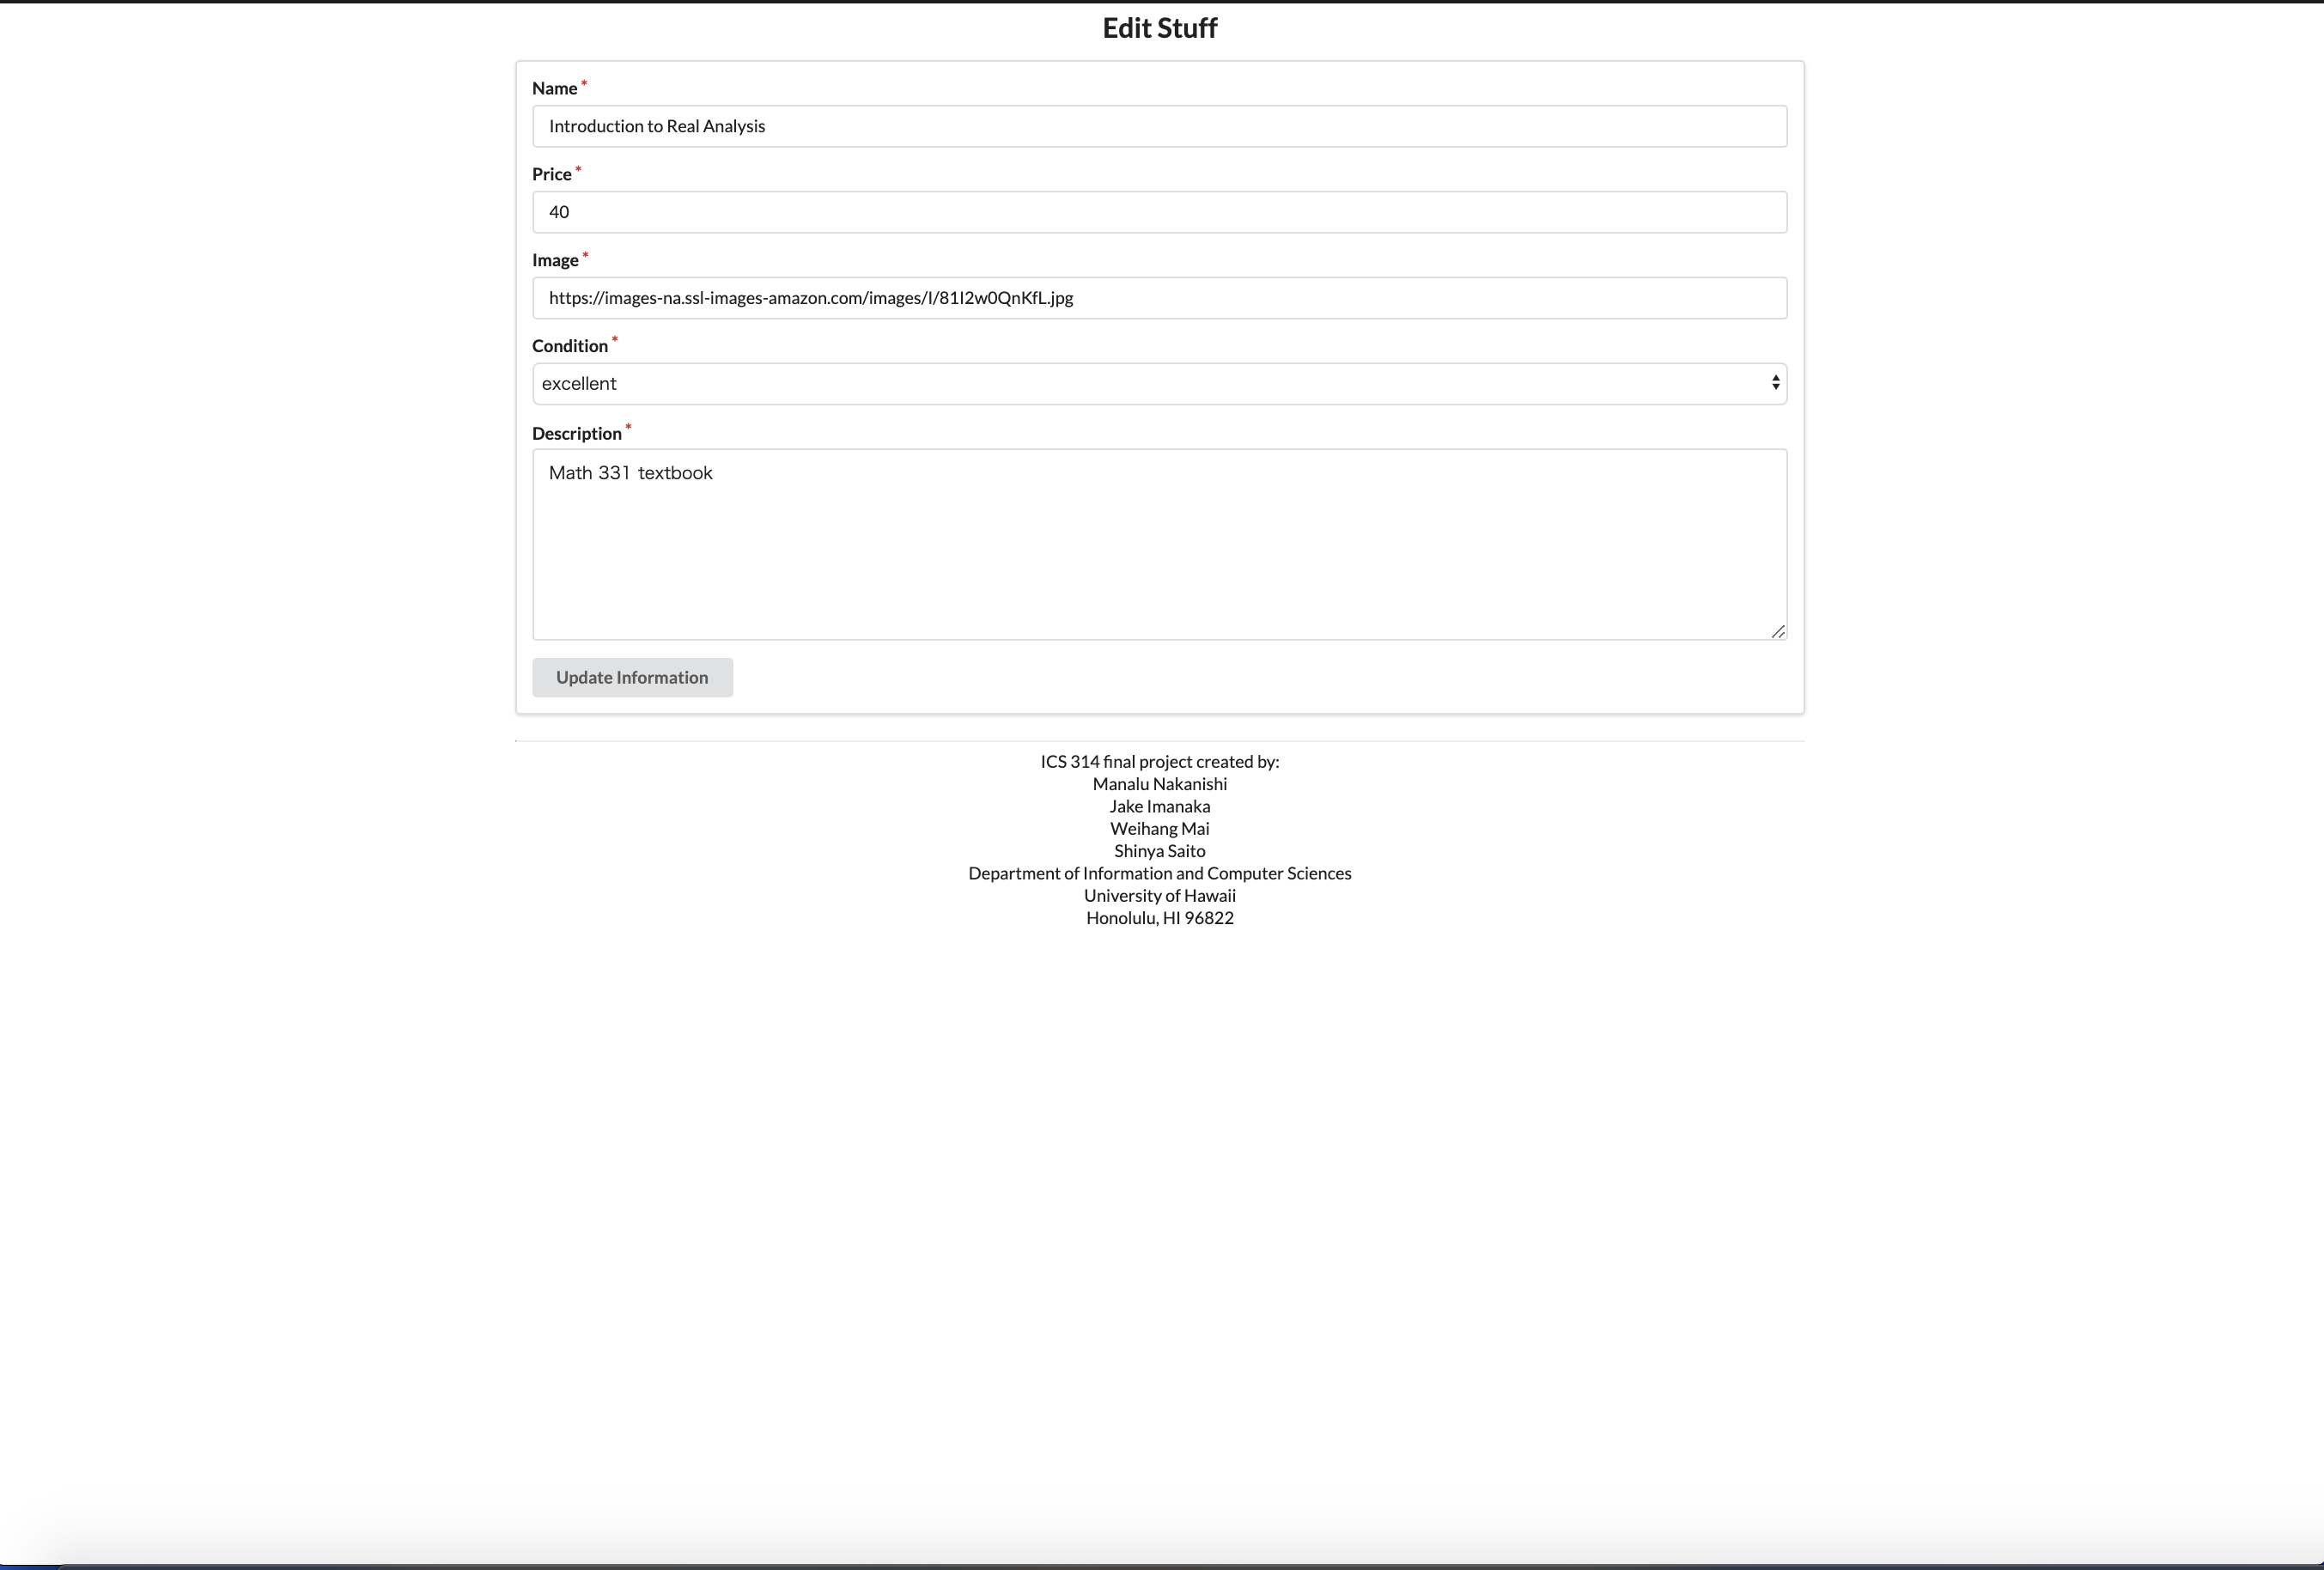 Edit Stuff
Name *
Introduction to Real Analysis
Price *
40
Image *
https://images-na.ssl-images-amazon.com/images/I/81I2w0QnKfL.jpg
Condition *
excellent
Description *
Math 331 textbook
Update Information
ICS 314 final project created by:
Manalu Nakanishi
Jake Imanaka
Weihang Mai
Shinya Saito
Department of Information and Computer Sciences
University of Hawaii
Honolulu, HI 96822